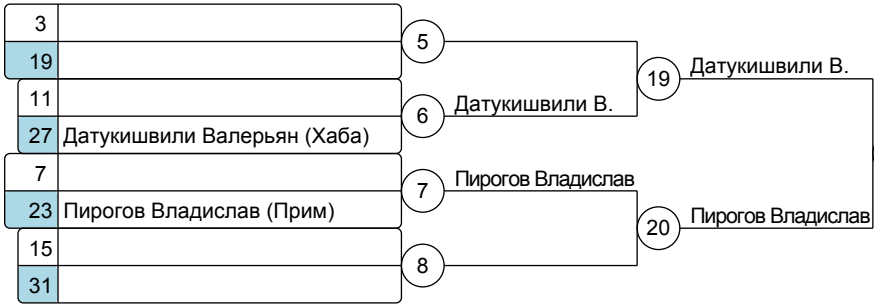 3
5
19
19 Датукишвили В.
11
6 Датукишвили В.
27 Датукишвили Валерьян (Хаба)
7
7 Пирогов Владислав
23 Пирогов Владислав (Прим)
20 Пирогов Владислав
15
8
31